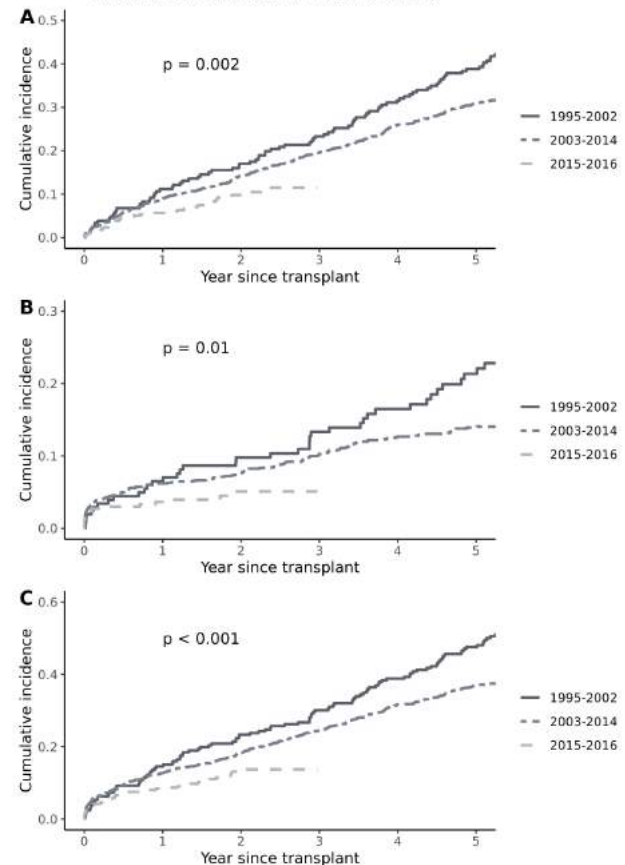 A
0.5
0.4
0.3
0.2
0.1
0.0
Cumulative incidence
p = 0.002
1995-2002
2003-2014
2015-2016
0 1 2 3 4 5
Year since transplant
B
0.3
0.2
0.1
0.0
Cumulative incidence
p = 0.01
1995-2002
2003-2014
2015-2016
0 1 2 3 4 5
Year since transplant
C
0.6
0.4
0.2
0.0
Cumulative incidence
p < 0.001
1995-2002
2003-2014
2015-2016
0 1 2 3 4 5
Year since transplant